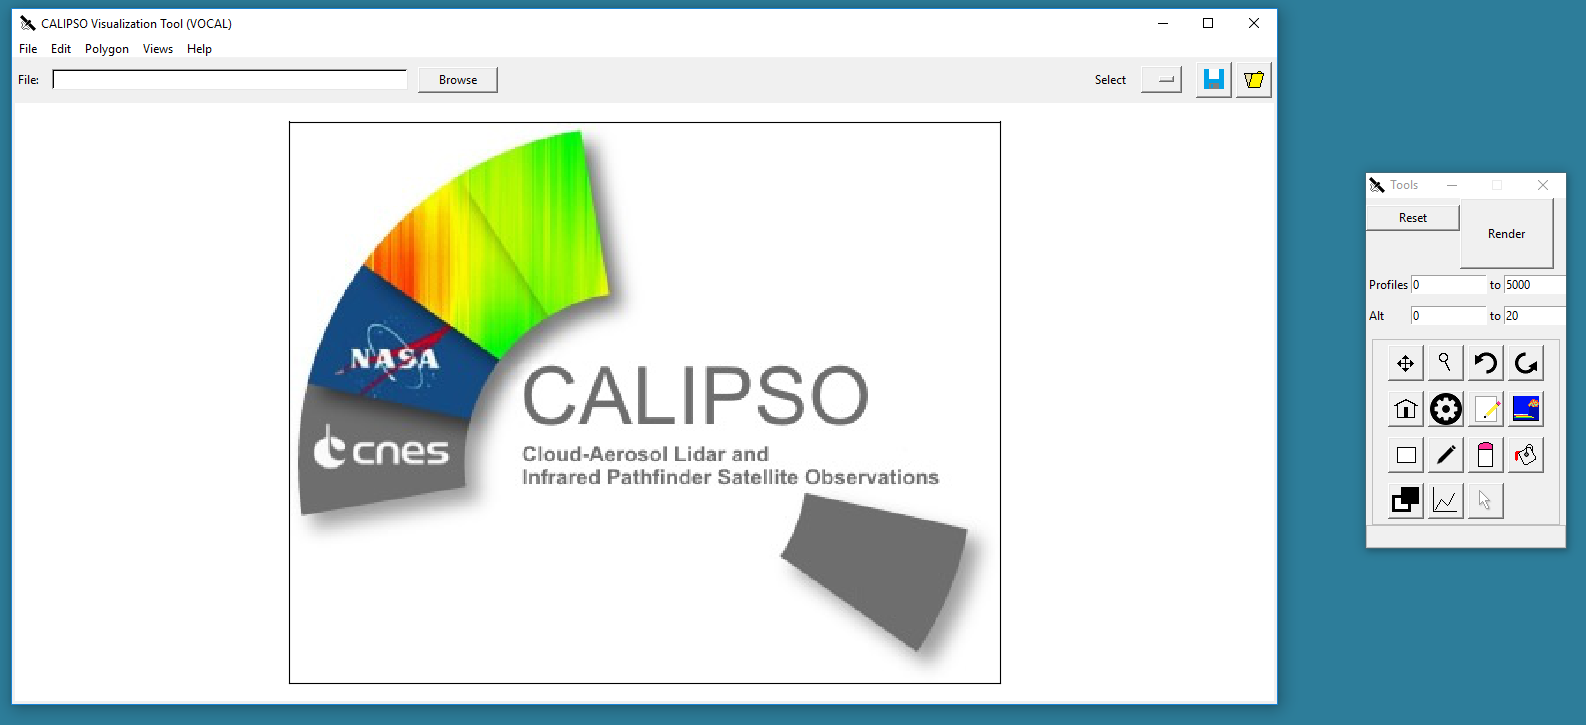 CALIPSO Visualization Tool (VOCAL)
File Edit Polygon Views Help
File: Browse Select
NASA
cnes
CALIPSO
Cloud-Aerosol Lidar and
Infrared Pathfinder Satellite Observations
Tools
Reset
Render
Profiles 0 to 5000
Alt 0 to 20